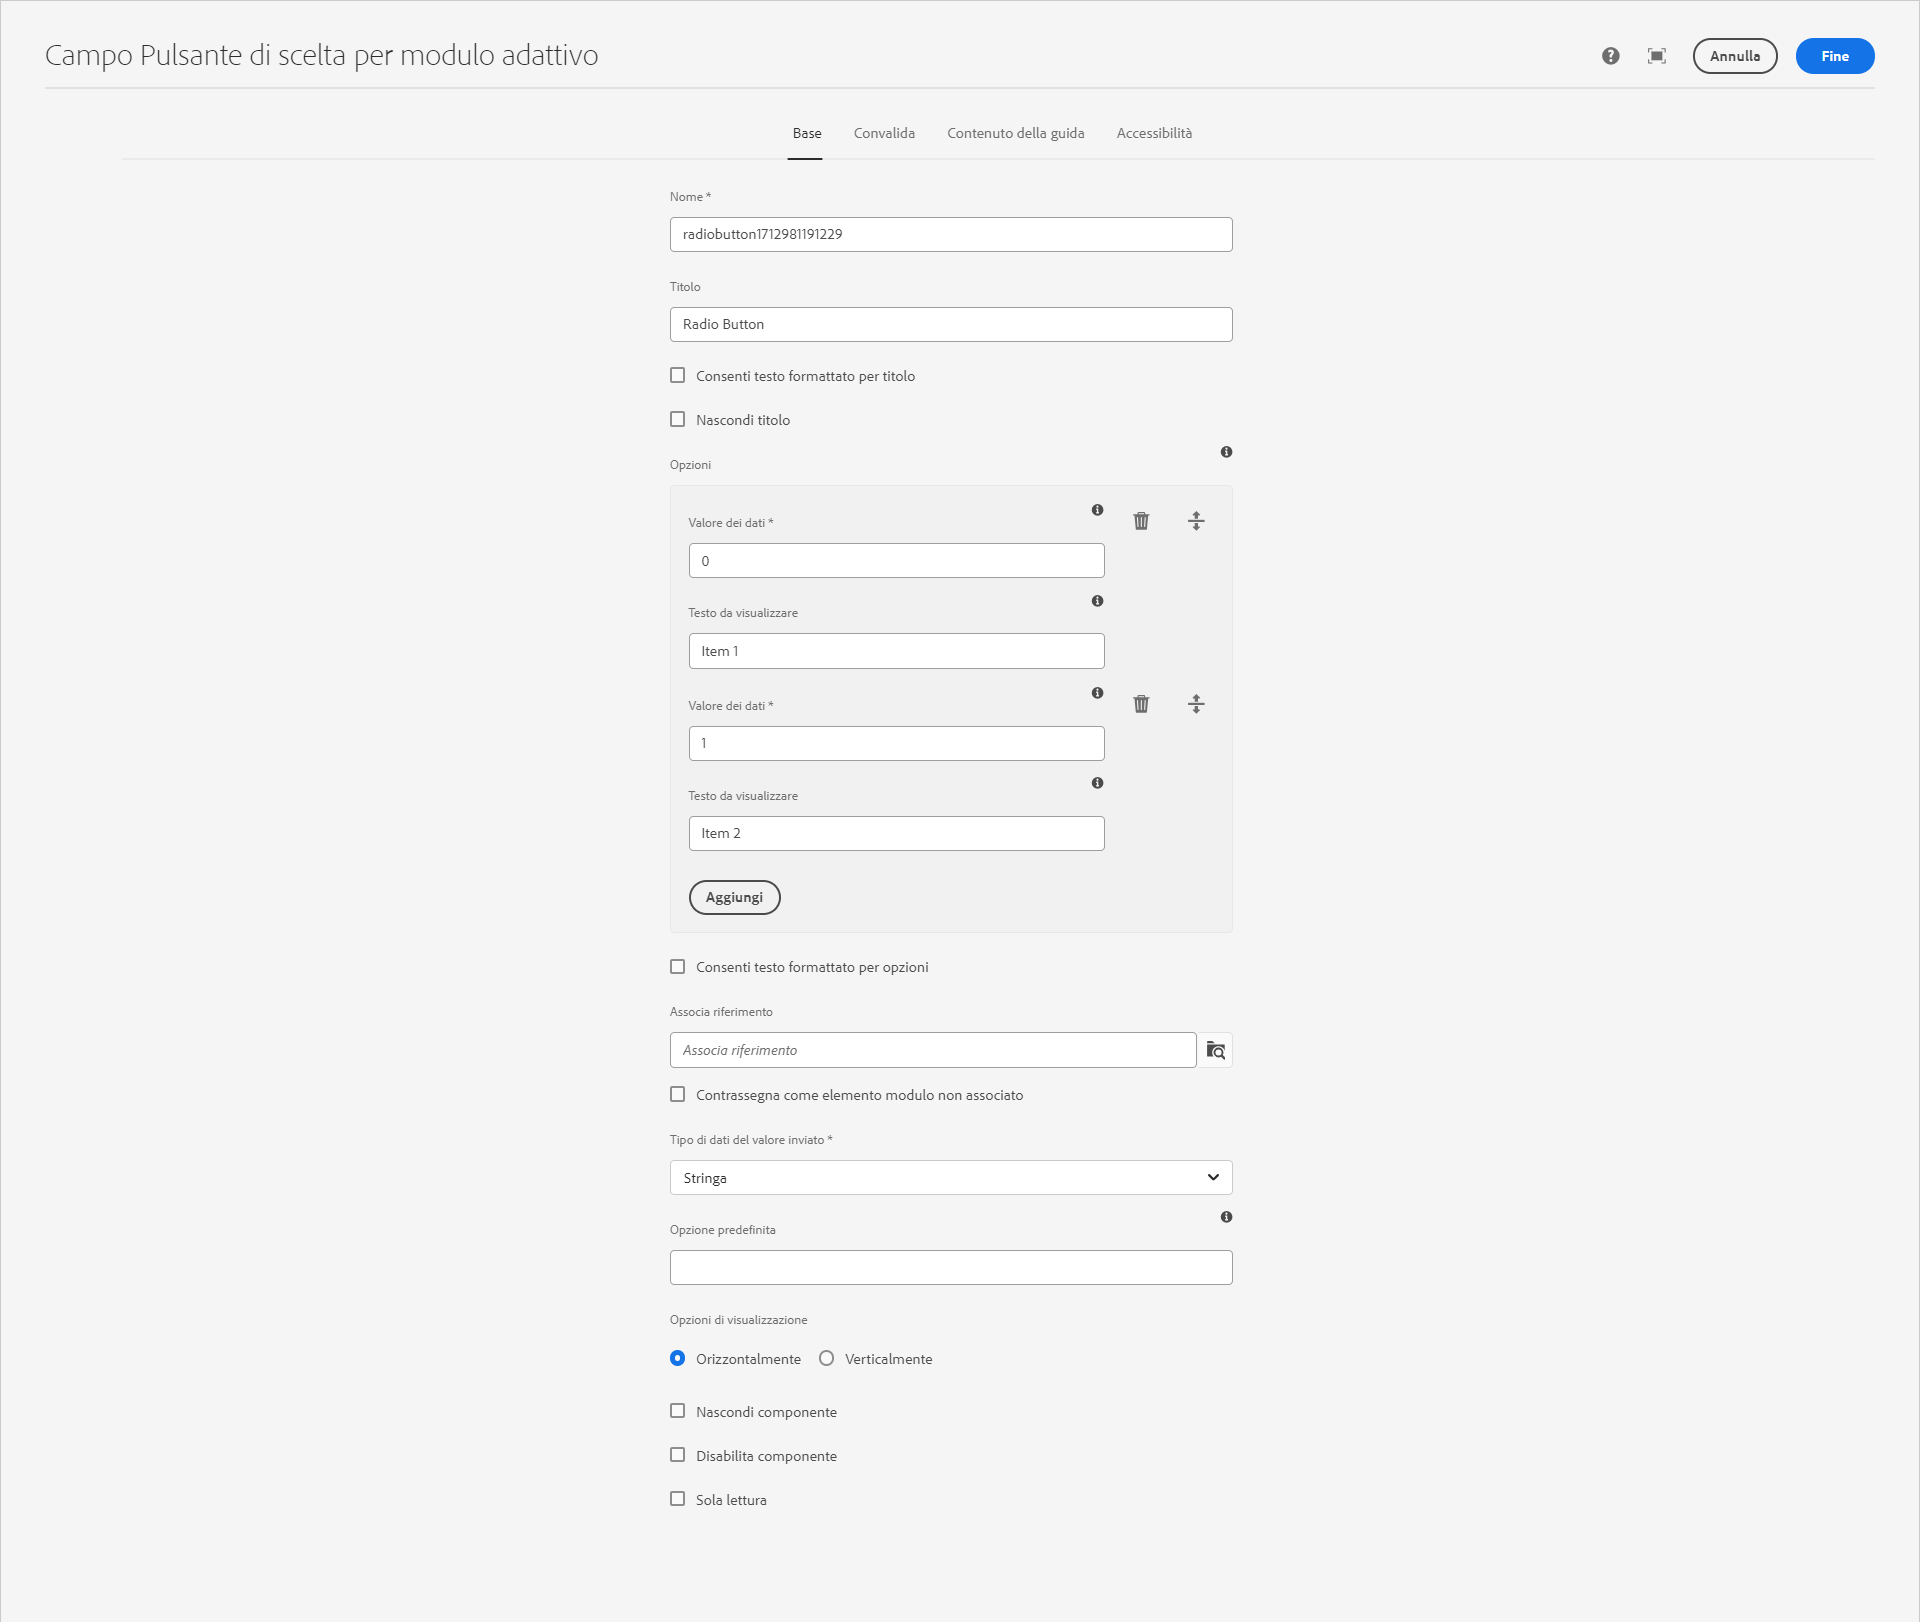 Campo Pulsante di scelta per modulo adattivo
Annulla
Fine
Base
Convalida
Contenuto della guida
Accessibilità
Nome *
radiobutton1712981191229
Titolo
Radio Button
Consenti testo formattato per titolo
Nascondi titolo
Opzioni
Valore dei dati *
0
Testo da visualizzare
Item 1
Valore dei dati *
1
Testo da visualizzare
Item 2
Aggiungi
Consenti testo formattato per opzioni
Associa riferimento
Associa riferimento
Contrassegna come elemento modulo non associato
Tipo di dati del valore inviato *
Stringa
Opzione predefinita
Opzioni di visualizzazione
Orizzontalmente
Verticalmente
Nascondi componente
Disabilita componente
Sola lettura